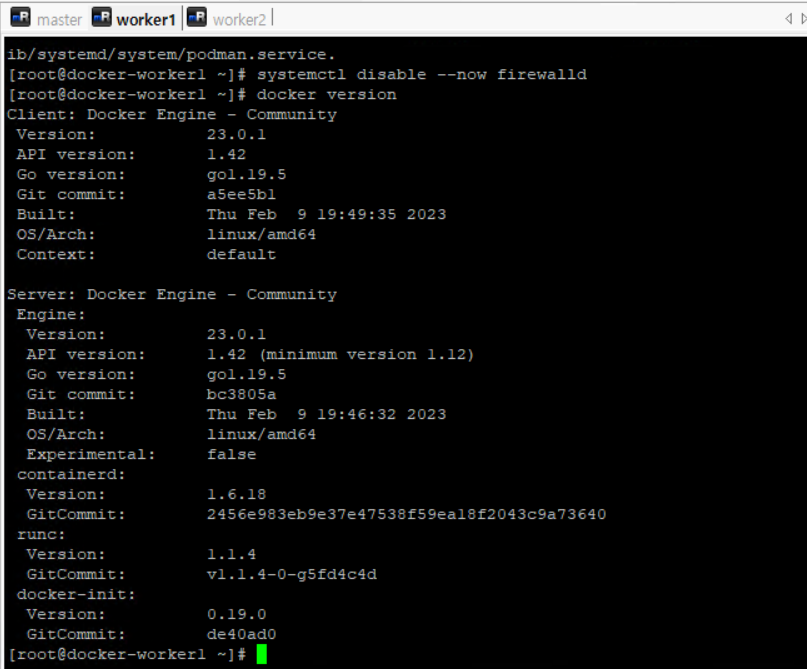 master worker1 worker2
ib/systemd/system/podman.service.
[root@docker-worker1 ~]# systemctl disable --now firewalld
[root@docker-worker1 ~]# docker version
Client: Docker Engine - Community
Version: 23.0.1
API version: 1.42
Go version: go1.19.5
Git commit: a5ee5b1
Built: Thu Feb  9 19:49:35 2023
OS/Arch: linux/amd64
Context: default
Server: Docker Engine - Community
Engine:
Version: 23.0.1
API version: 1.42 (minimum version 1.12)
Go version: go1.19.5
Git commit: bc3805a
Built: Thu Feb  9 19:46:32 2023
OS/Arch: linux/amd64
Experimental: false
containerd:
Version: 1.6.18
GitCommit: 2456e983eb9e37e47538f59ea18f2043c9a73640
runc:
Version: 1.1.4
GitCommit: v1.1.4-0-g5fd4c4d
docker-init:
Version: 0.19.0
GitCommit: de40ad0
[root@docker-worker1 ~]#